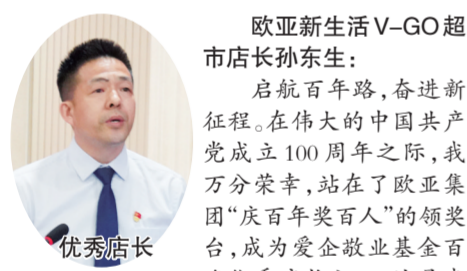 欧亚新生活V-GO超
市店长孙东生：
启航百年路，奋进新
征程。在伟大的中国共产
党成立100周年之际，我
万分荣幸，站在了欧亚集
团“庆百年奖百人”的领奖
台，成为爱企敬业基金百
优秀店长